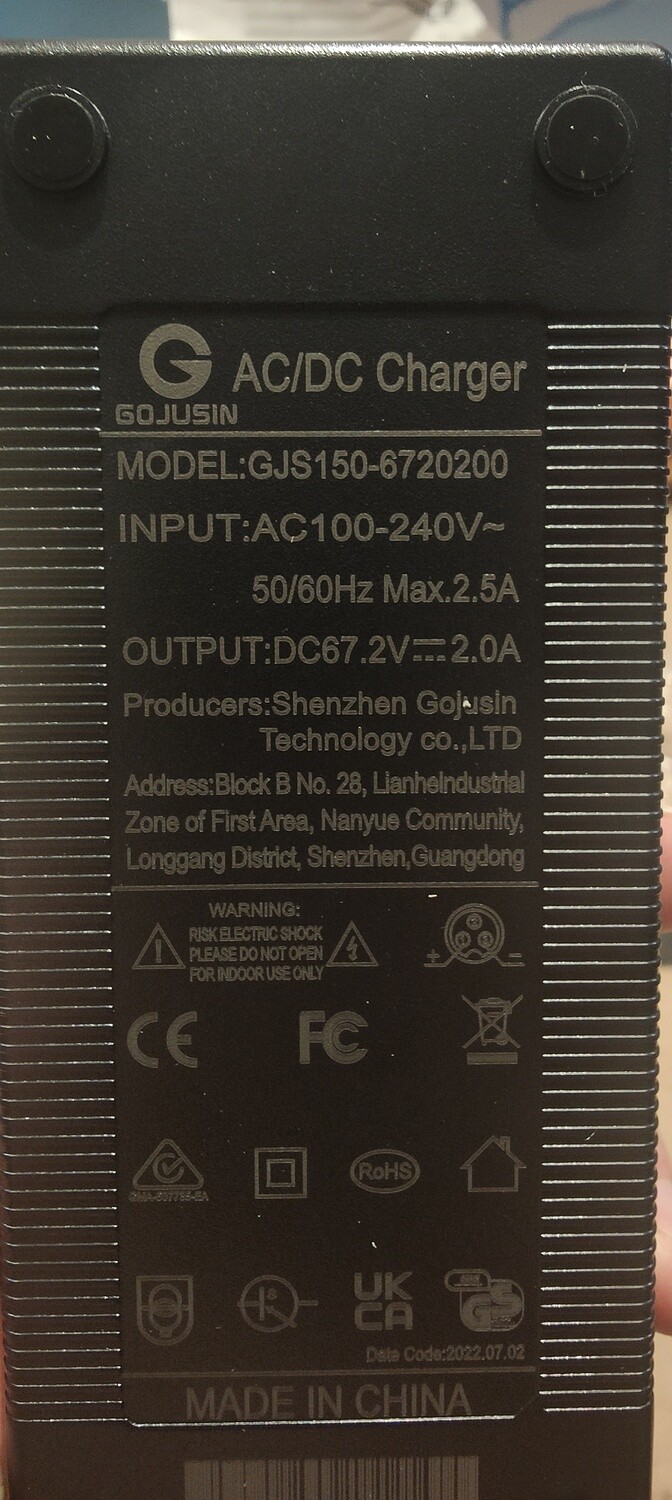 AC/DC Charger
GOJUSIN
MODEL:GJS150-6720200
INPUT:AC100-240V~
50/60Hz Max.2.5A
OUTPUT:DC67.2V⎓2.0A
Producers:Shenzhen Gojusin
Technology co.,LTD
Address:Block B No. 28, LianheIndustrial
Zone of First Area, Nanyue Community,
Longgang District, Shenzhen,Guangdong
WARNING:
RISK ELECTRIC SHOCK
PLEASE DO NOT OPEN
FOR INDOOR USE ONLY
CE FC
RoHS
UK
CA
GS
Date Code:2022.07.02
MADE IN CHINA